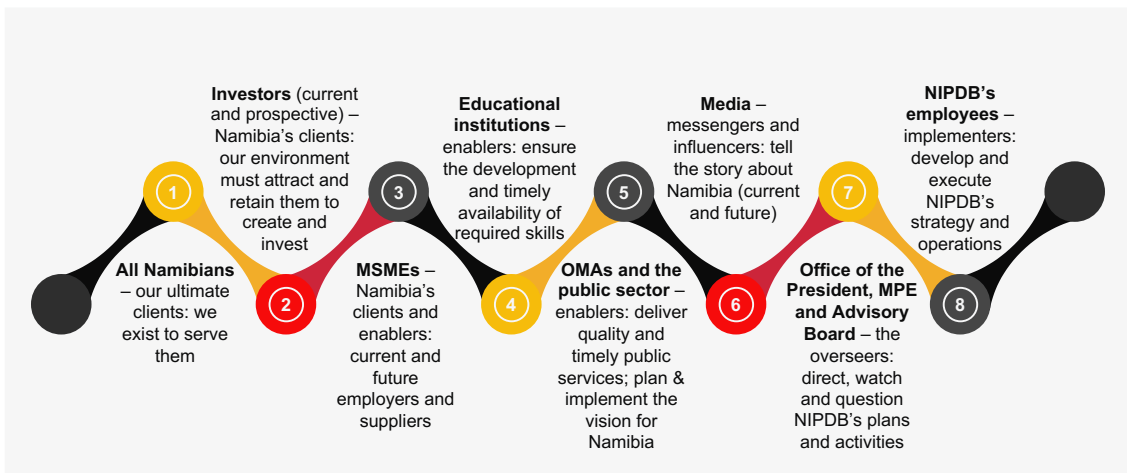 1
All Namibians
– our ultimate
clients: we
exist to serve
them
Investors (current
and prospective) –
Namibia’s clients:
our environment
must attract and
retain them to
create and
invest
2
3
MSMEs –
Namibia’s
clients and
enablers:
current and
future
employers and
suppliers
Educational
institutions –
enablers: ensure
the development
and timely
availability of
required skills
4
5
OMAs and the
public sector –
enablers: deliver
quality and
timely public
services; plan &
implement the
vision for
Namibia
Media –
messengers and
influencers: tell
the story about
Namibia (current
and future)
6
7
Office of the
President, MPE
and Advisory
Board – the
overseers:
direct, watch
and question
NIPDB’s plans
and activities
NIPDB’s
employees –
implementers:
develop and
execute
NIPDB’s
strategy and
operations
8